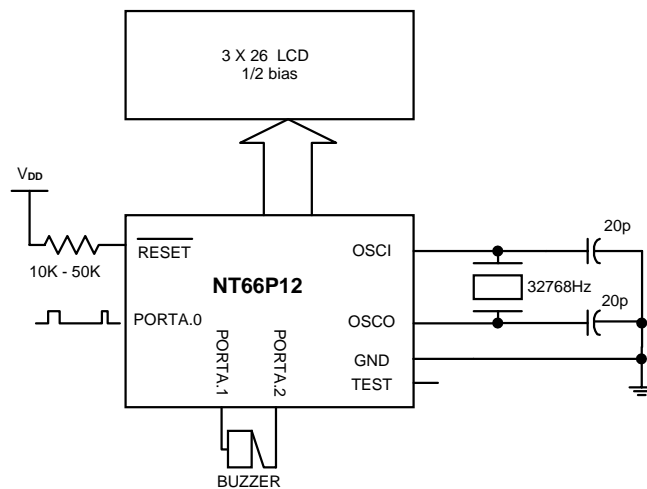 3 X 26 LCD
1/2 bias
VDD
20p
RESET
OSCI
10K - 50K
NT66P12
32768Hz
20p
PORTA.0
OSCO
PORTA.1
PORTA.2
GND
TEST
BUZZER